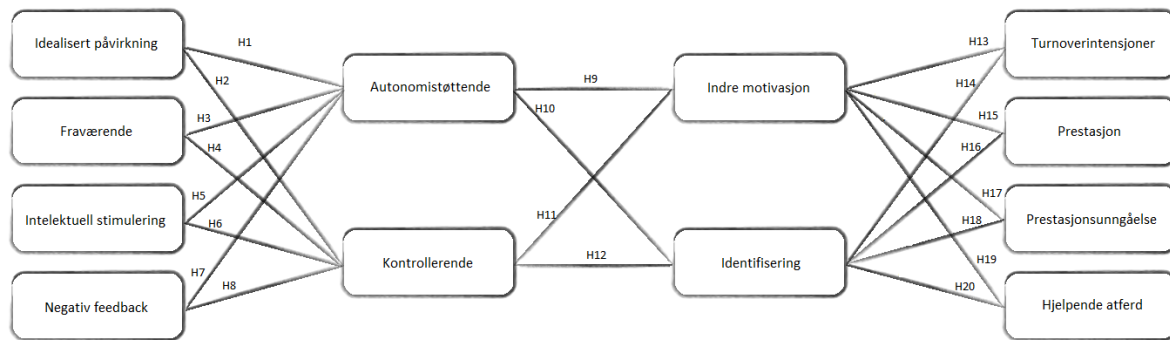 Idealisert påvirkning
Fraværende
Intelektuell stimulering
Negativ feedback
H1
H2
H3
H4
H5
H6
H7
H8
Autonomistøttende
Kontrollerende
H9
H10
H11
H12
Indre motivasjon
Identifisering
H13
H14
H15
H16
H17
H18
H19
H20
Turnoverintensjoner
Prestasjon
Prestasjonsunngåelse
Hjelpende atferd